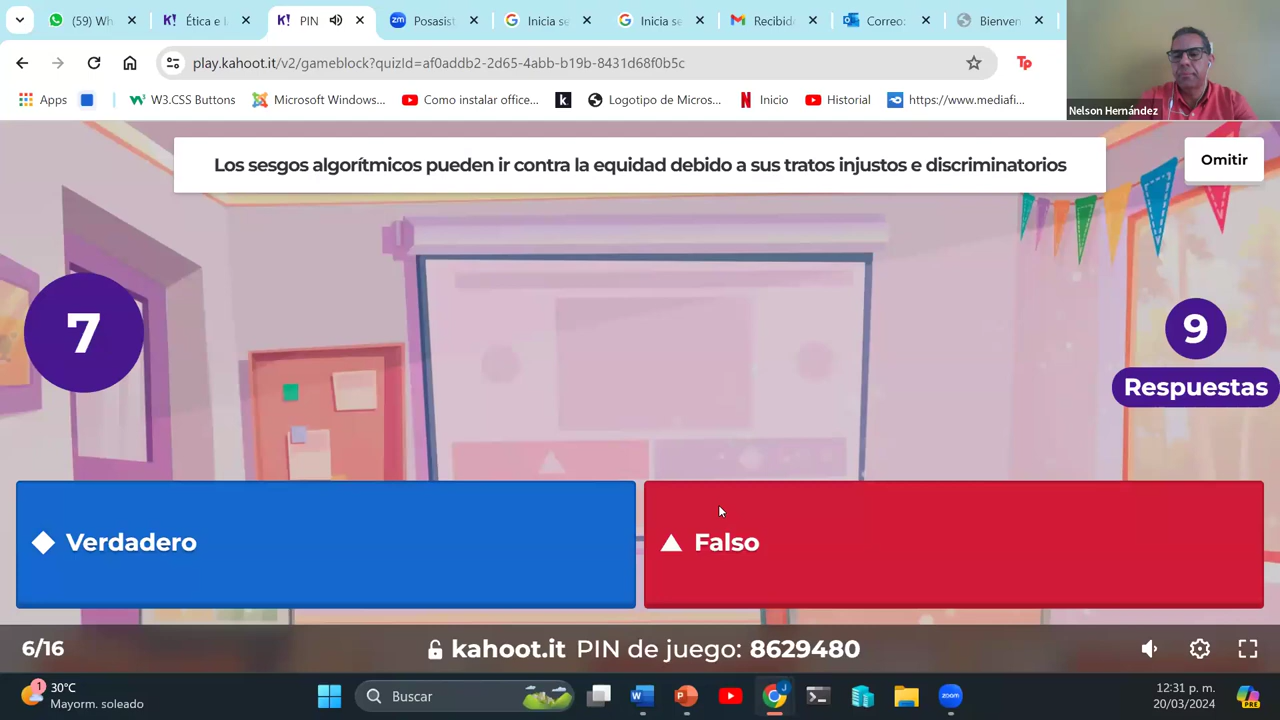 (59) Wh
Ética e l
PIN
Posasist
Inicia se
Inicia se
Recibid
Correo:
Bienven
play.kahoot.it/v2/gameblock?quizId=af0addb2-2d65-4abb-b19b-8431d68f0b5c
Apps
W3.CSS Buttons
Microsoft Windows...
Como instalar office...
Logotipo de Micros...
Inicio
Historial
https://www.mediafi...
Nelson Hernández
Los sesgos algorítmicos pueden ir contra la equidad debido a sus tratos injustos e discriminatorios
Omitir
7
9
Respuestas
Verdadero
Falso
6/16
kahoot.it PIN de juego: 8629480
1
30°C
Mayorm. soleado
Buscar
12:31 p. m.
20/03/2024
PRE